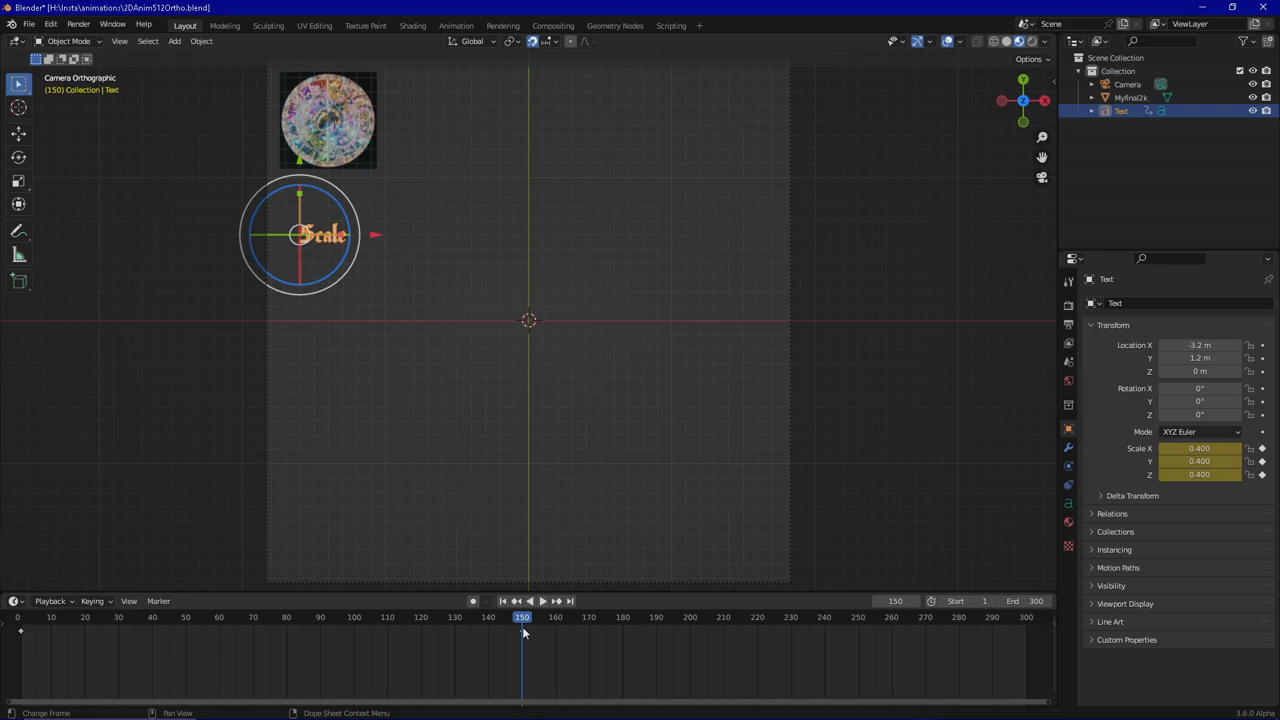 Blender* [H:\Insta\animations\2DAnim512Ortho.blend]
File Edit Render Window Help Layout Modeling Sculpting UV Editing Texture Paint Shading Animation Rendering Compositing Geometry Nodes Scripting + Scene ViewLayer
Object Mode View Select Add Object Global
Options
Camera Orthographic
(150) Collection | Text
Y
Z X
Scale
Scene Collection
Collection
Camera
Myfinal2k
Text
Text
Text
Transform
Location X -3.2 m
Y 1.2 m
Z 0 m
Rotation X 0°
Y 0°
Z 0°
Mode XYZ Euler
Scale X 0.400
Y 0.400
Z 0.400
Delta Transform
Relations
Collections
Instancing
Motion Paths
Visibility
Viewport Display
Line Art
Custom Properties
Playback Keying View Marker 150 Start 1 End 300
0 10 20 30 40 50 60 70 80 90 100 110 120 130 140 150 160 170 180 190 200 210 220 230 240 250 260 270 280 290 300
Change Frame Pan View Dope Sheet Context Menu 3.6.0 Alpha